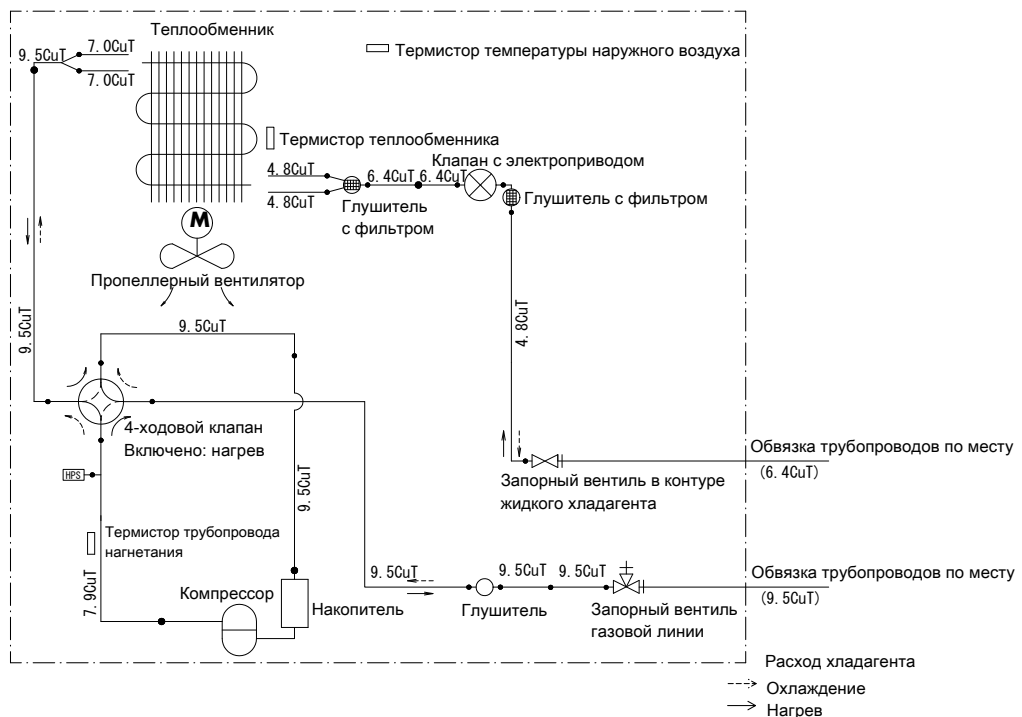 Теплообменник
9.5CuT
7.0CuT
7.0CuT
Термистор температуры наружного воздуха
Термистор теплообменника
Клапан с электроприводом
4.8CuT
4.8CuT
6.4CuT
6.4CuT
Глушитель
с фильтром
Глушитель с фильтром
M
Пропеллерный вентилятор
9.5CuT
9.5CuT
4.8CuT
4-ходовой клапан
Включено: нагрев
HPS
9.5CuT
Запорный вентиль в контуре
жидкого хладагента
Обвязка трубопроводов по месту
(6.4CuT)
Термистор трубопровода
нагнетания
7.9CuT
Компрессор
Накопитель
9.5CuT
Глушитель
9.5CuT
9.5CuT
Запорный вентиль
газовой линии
Обвязка трубопроводов по месту
(9.5CuT)
Расход хладагента
Охлаждение
Нагрев